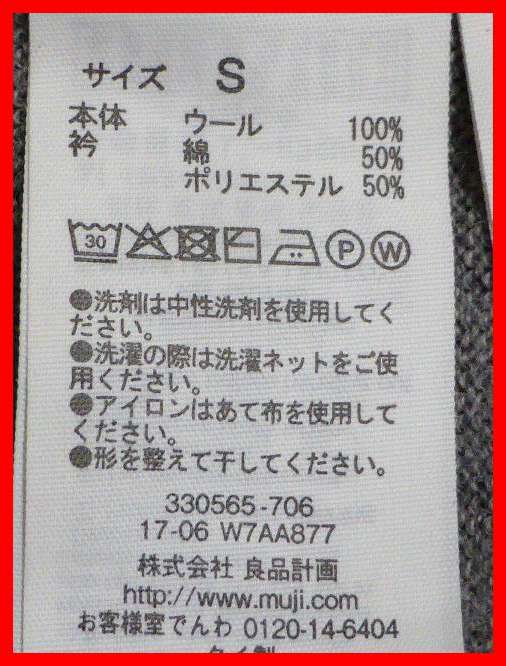 サイズ S
本体 ウール 100%
衿 綿 50%
ポリエステル 50%
30 P W
●洗剤は中性洗剤を使用してく
ださい。
●洗濯の際は洗濯ネットをご使
用ください。
●アイロンはあて布を使用して
ください。
●形を整えて干してください。
330565-706
17-06 W7AA877
株式会社 良品計画
http://www.muji.com
お客様室でんわ 0120-14-6404
タイ製